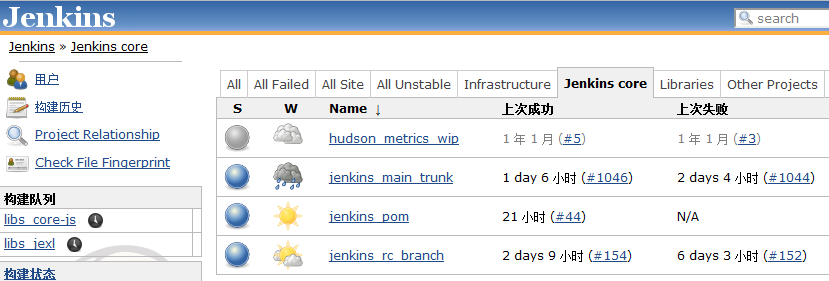 Jenkins
search
Jenkins » Jenkins core
用户
构建历史
Project Relationship
Check File Fingerprint
构建队列
libs_core-js
libs_jexl
构建状态
All All Failed All Site All Unstable Infrastructure Jenkins core Libraries Other Projects
S W Name ↓ 上次成功 上次失败
hudson_metrics_wip 1 年 1 月 (#5) 1 年 1 月 (#3)
jenkins_main_trunk 1 day 6 小时 (#1046) 2 days 4 小时 (#1044)
jenkins_pom 21 小时 (#44) N/A
jenkins_rc_branch 2 days 9 小时 (#154) 6 days 3 小时 (#152)